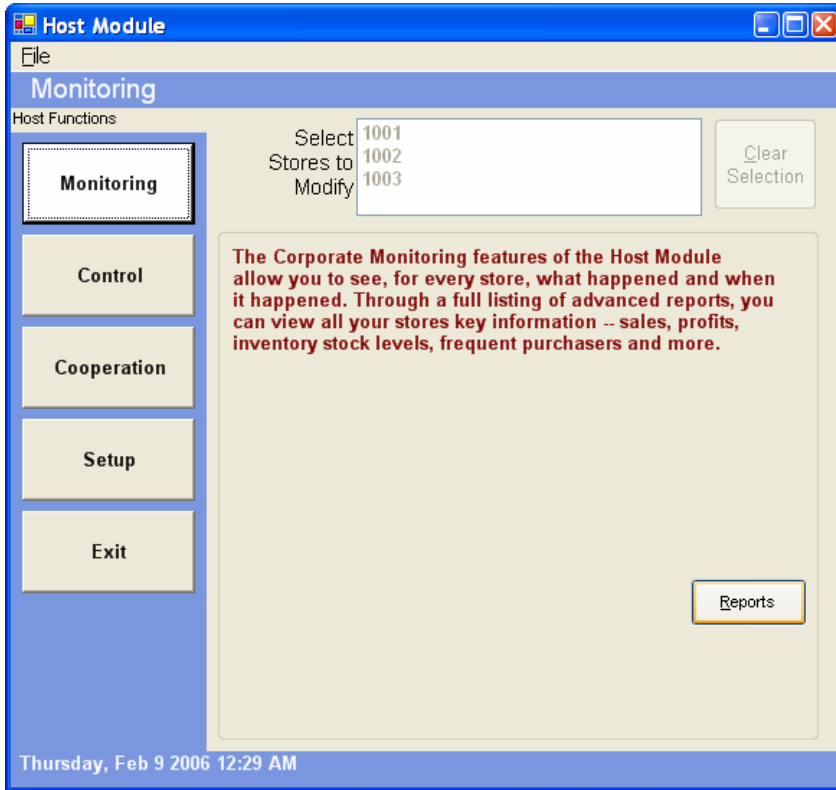 Host Module
File
Monitoring
Host Functions
Select
Stores to
Modify
1001
1002
1003
Clear
Selection
Monitoring
Control
Cooperation
Setup
Exit
The Corporate Monitoring features of the Host Module
allow you to see, for every store, what happened and when
it happened. Through a full listing of advanced reports, you
can view all your stores key information -- sales, profits,
inventory stock levels, frequent purchasers and more.
Reports
Thursday, Feb 9 2006 12:29 AM